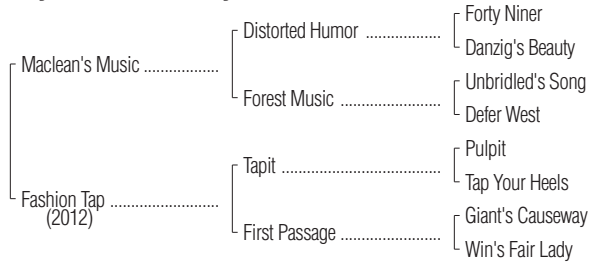 Forty Niner
Distorted Humor ..................
Danzig's Beauty
Maclean's Music ..................
Unbridled's Song
Forest Music .........................
Defer West
Pulpit
Tapit .....................................
Tap Your Heels
Fashion Tap ..........................
(2012)
Giant's Causeway
First Passage ........................
Win's Fair Lady